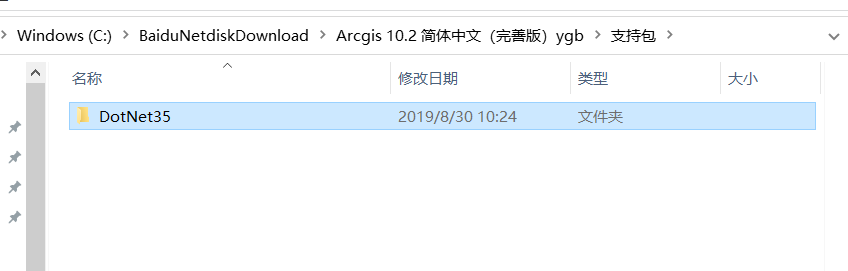 Windows (C:) BaiduNetdiskDownload Arcgis 10.2 简体中文（完善版）ygb 支持包
名称 修改日期 类型 大小
DotNet35 2019/8/30 10:24 文件夹